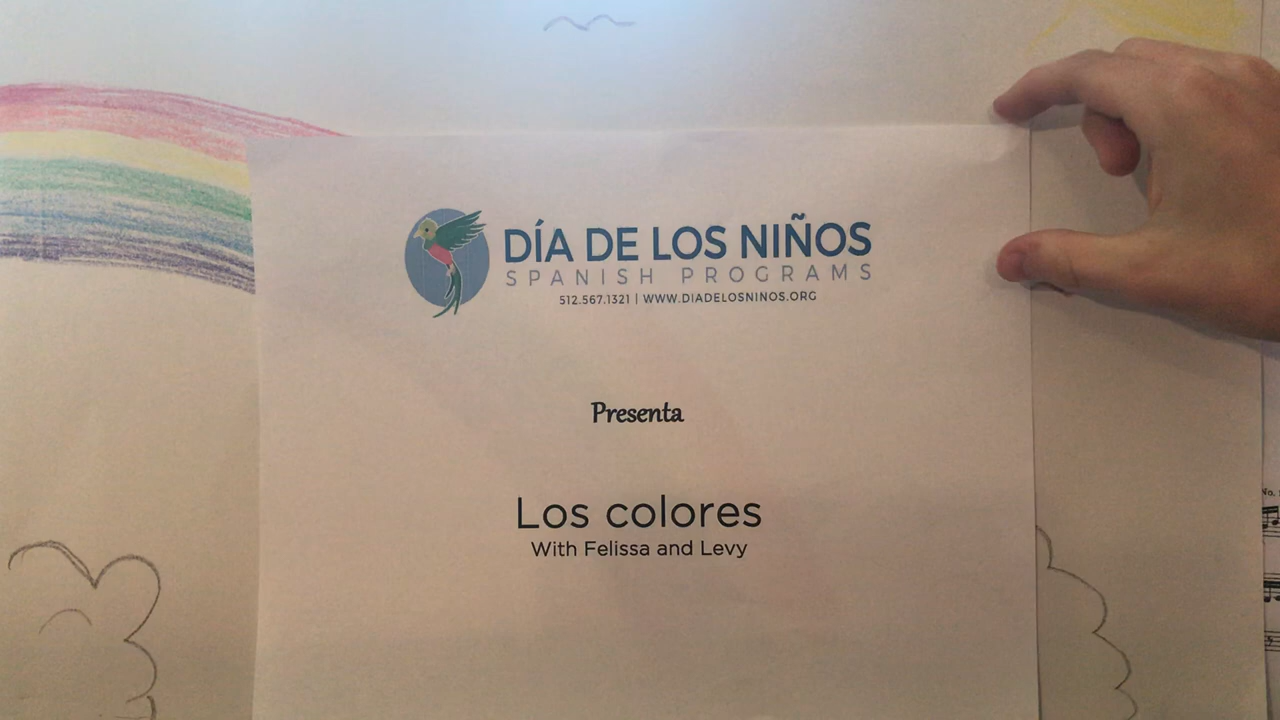 DÍA DE LOS NIÑOS
SPANISH PROGRAMS
512.567.1321 | WWW.DIADELOSNINOS.ORG
Presenta
Los colores
With Felissa and Levy
No.